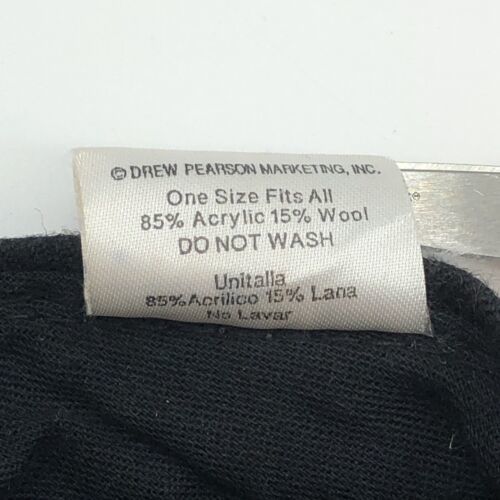 © DREW PEARSON MARKETING, INC.
One Size Fits All
85% Acrylic 15% Wool
DO NOT WASH
Unitalla
85% Acrilico 15% Lana
No Lavar